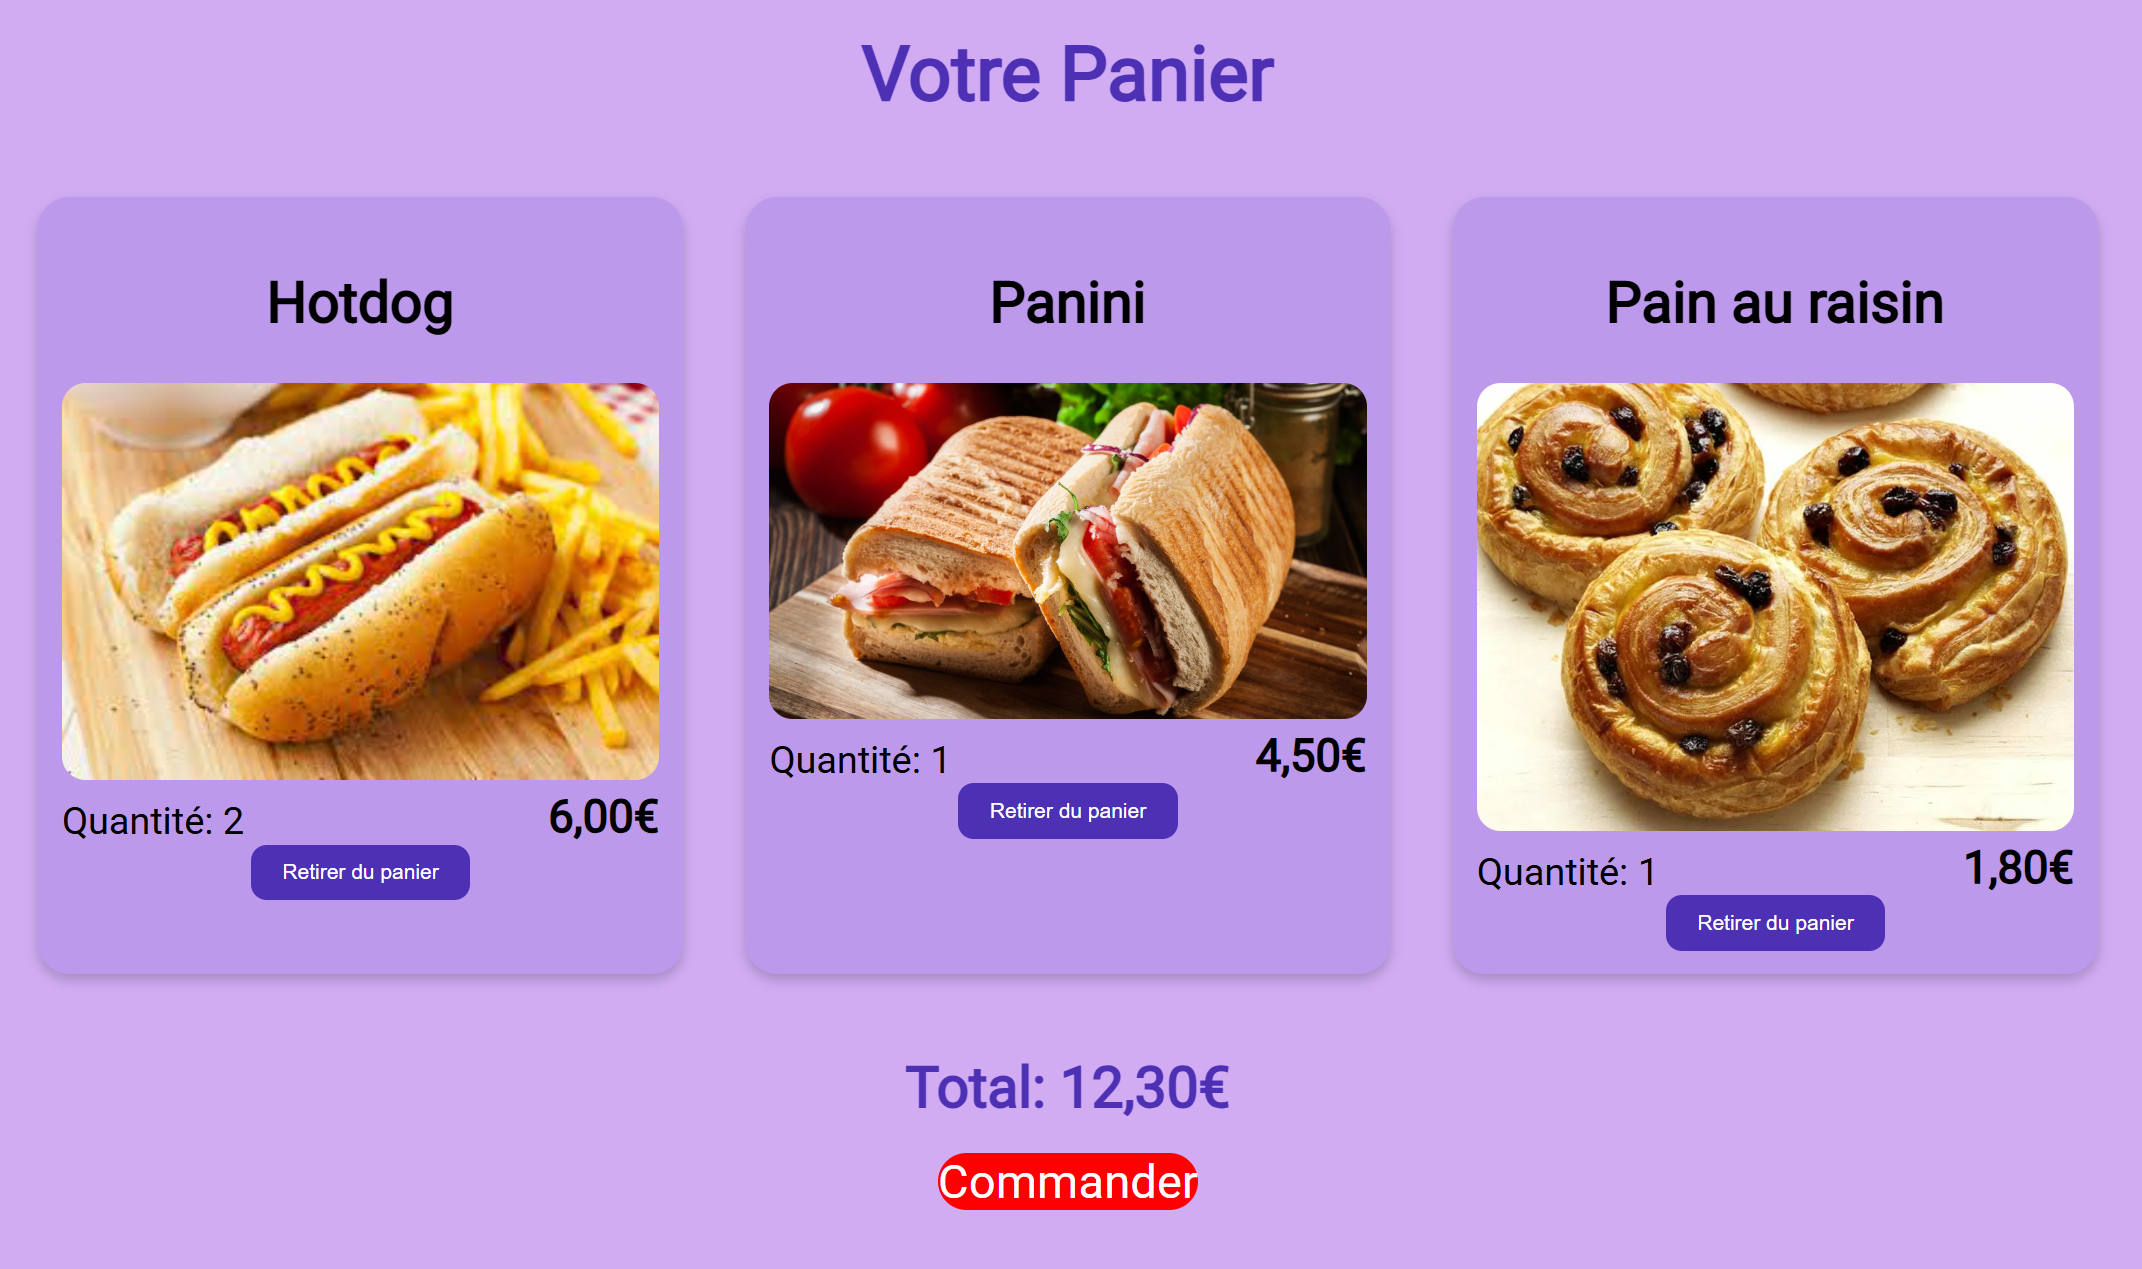 Votre Panier
Hotdog
Quantité: 2 6,00€
Retirer du panier
Panini
Quantité: 1 4,50€
Retirer du panier
Pain au raisin
Quantité: 1 1,80€
Retirer du panier
Total: 12,30€
Commander